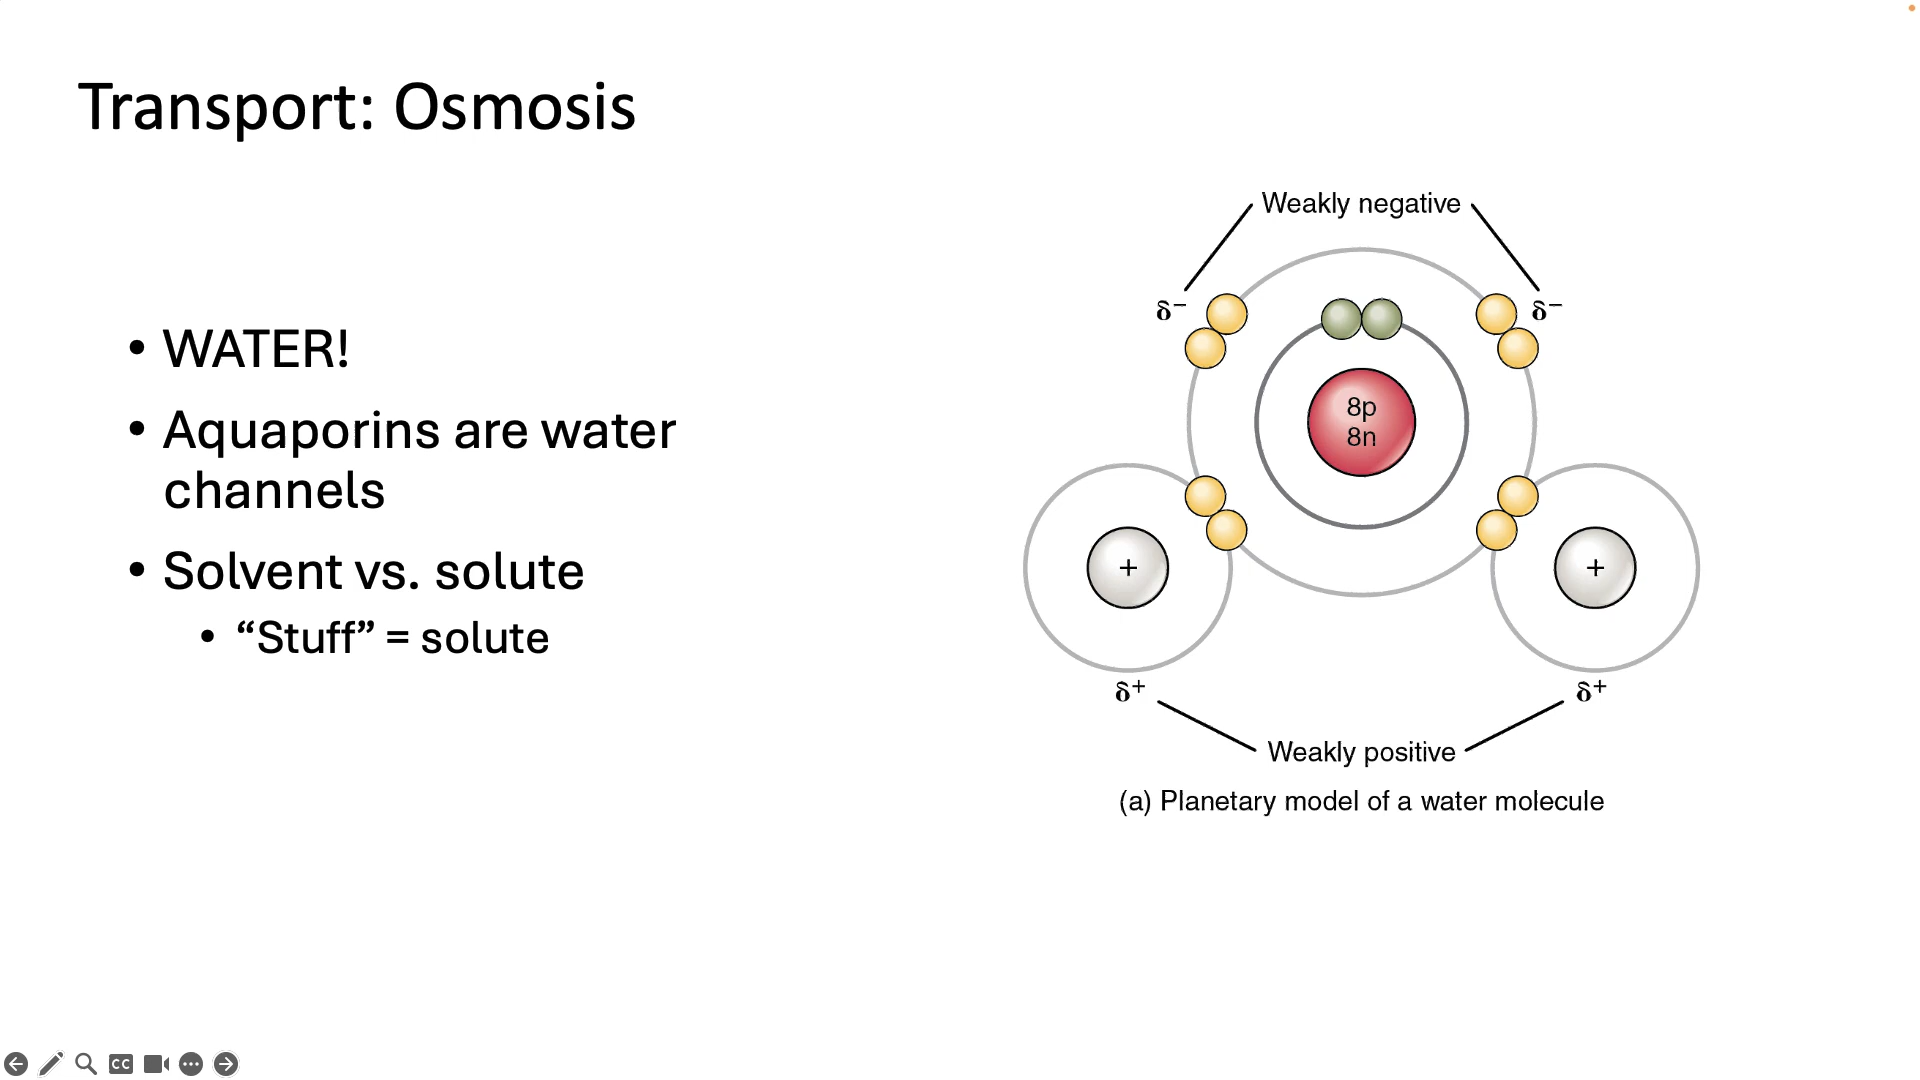 Transport: Osmosis
• WATER!
• Aquaporins are water
channels
• Solvent vs. solute
• “Stuff” = solute
Weakly negative
δ− δ−
8p
8n
+ +
δ+ δ+
Weakly positive
(a) Planetary model of a water molecule
CC